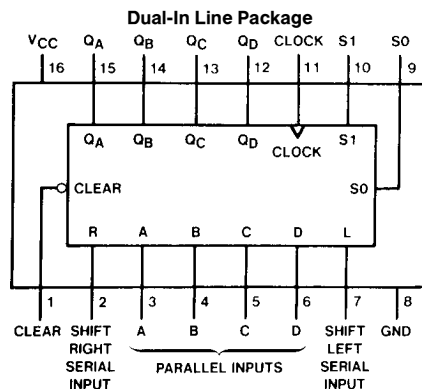 Dual-In Line Package
VCC QA QB QC QD CLOCK S1 S0
16 15 14 13 12 11 10 9
QA QB QC QD CLOCK S1
CLEAR S0
R A B C D L
1 2 3 4 5 6 7 8
CLEAR SHIFT A B C D SHIFT GND
RIGHT LEFT
SERIAL PARALLEL INPUTS SERIAL
INPUT INPUT